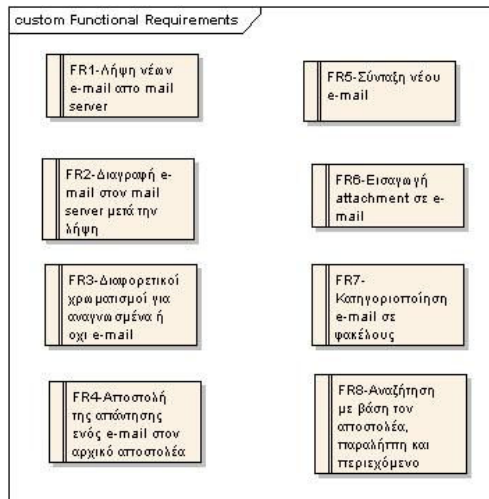 custom Functional Requirements
FR1-Λήψη νέων
e-mail απο mail
server
FR2-Διαγραφή e-
mail στον mail
server μετά την
λήψη
FR3-Διαφορετικοί
χρωματισμοί για
αναγνωσμένα ή
οχι e-mail
FR4-Αποστολή
της απάντησης
ενός e-mail στον
αρχικό αποστολέα
FR5-Σύνταξη νέου
e-mail
FR6-Εισαγωγή
attachment σε e-
mail
FR7-
Κατηγοριοποίηση
e-mail σε
φακέλους
FR8-Αναζήτηση
με βάση τον
αποστολέα,
παραλήπτη και
περιεχόμενο